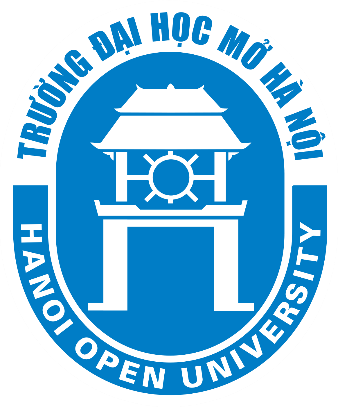 TRƯỜNG ĐẠI HỌC MỞ HÀ NỘI
HANOI OPEN UNIVERSITY